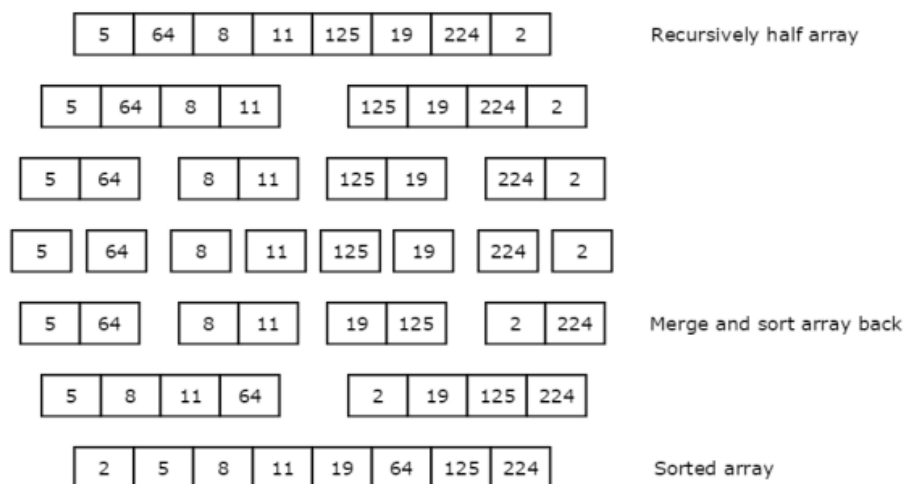 5 64 8 11 125 19 224 2 Recursively half array
5 64 8 11 125 19 224 2
5 64 8 11 125 19 224 2
5 64 8 11 125 19 224 2
5 64 8 11 19 125 2 224 Merge and sort array back
5 8 11 64 2 19 125 224
2 5 8 11 19 64 125 224 Sorted array